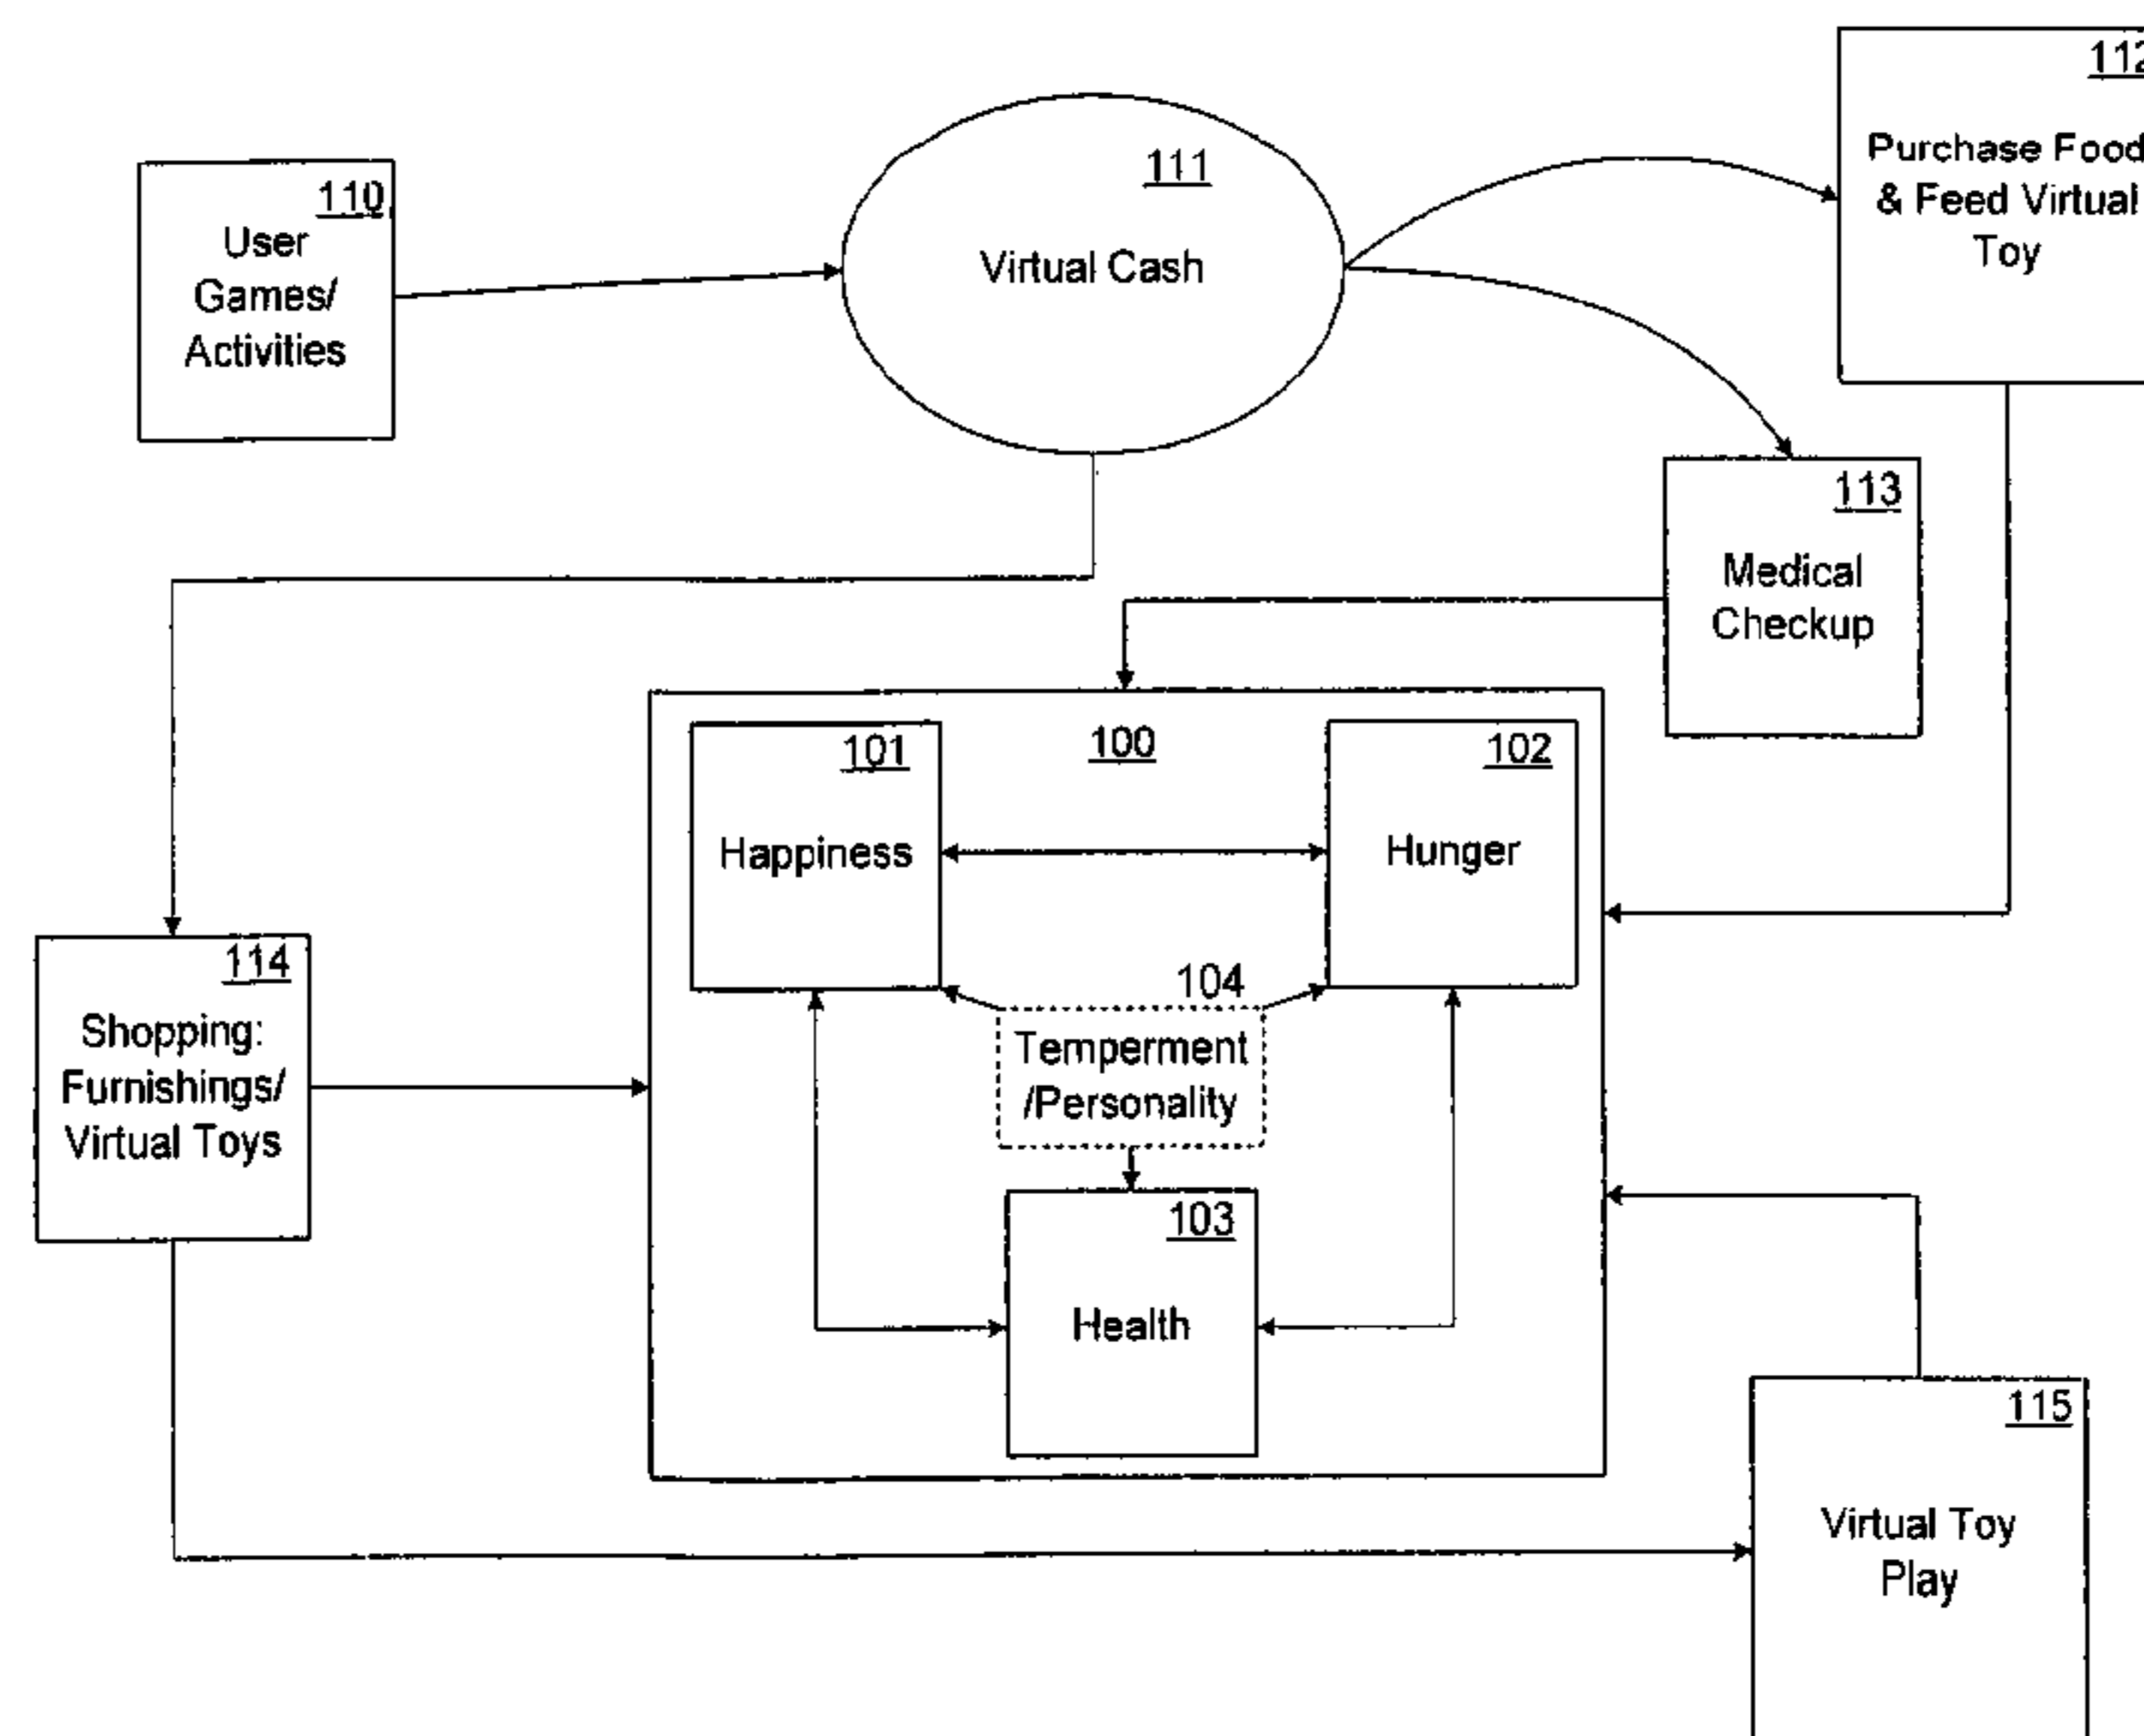 112
Purchase Food
& Feed Virtual
Toy
111
Virtual Cash
110
User
Games/
Activities
113
Medical
Checkup
100
101
Happiness
102
Hunger
104
Temperment
/Personality
103
Health
114
Shopping:
Furnishings/
Virtual Toys
115
Virtual Toy
Play